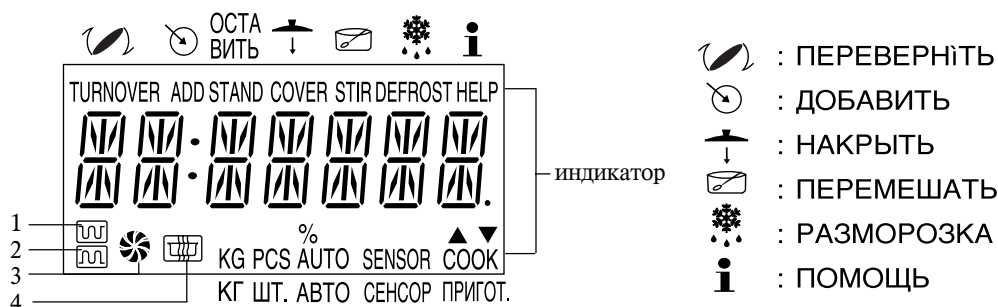 ОСТА
ВИТЬ
TURNOVER ADD STAND COVER STIR DEFROST HELP
индикатор
1
2
3
4
%
KG PCS AUTO SENSOR COOK
КГ ШТ. АВТО СЕНСОР ПРИГОТ.
: ПЕРЕВЕРНìТЬ
: ДОБАВИТЬ
: НАКРЫТЬ
: ПЕРЕМЕШАТЬ
: РАЗМОРОЗКА
: ПОМОЩЬ